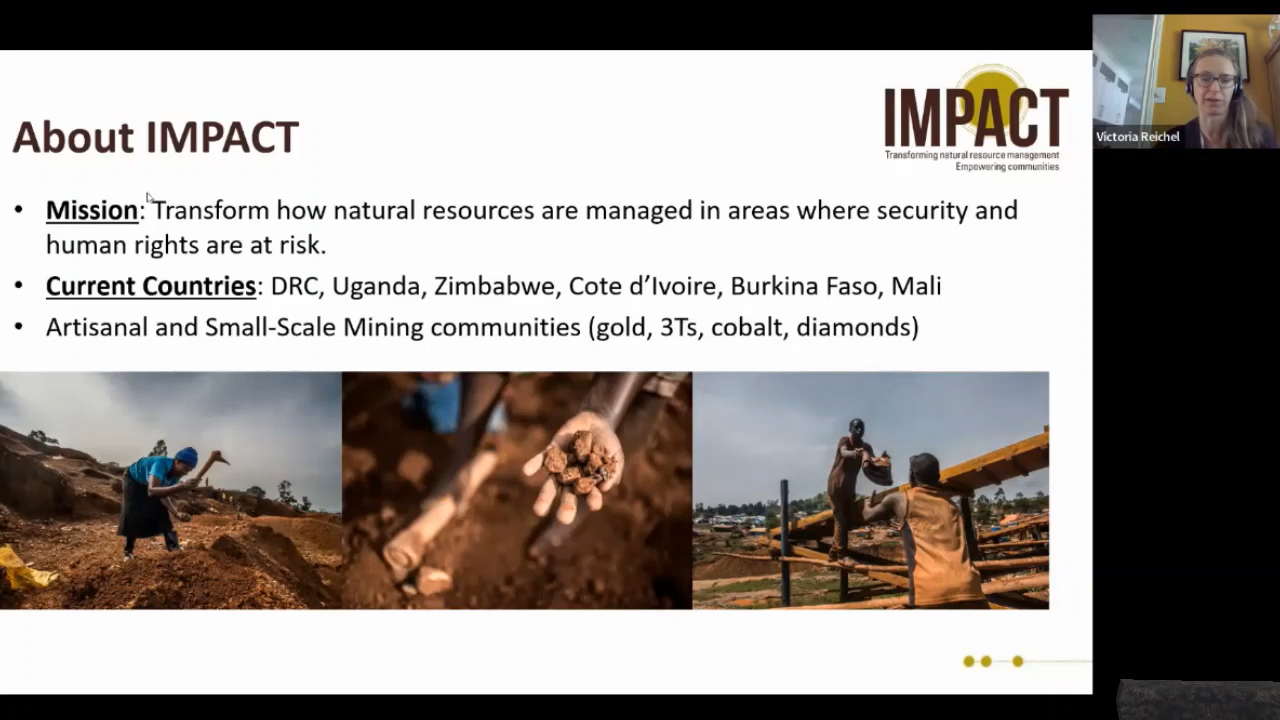 About IMPACT
IMPACT
Transforming natural resource management
Empowering communities
Victoria Reichel
• Mission: Transform how natural resources are managed in areas where security and
human rights are at risk.
• Current Countries: DRC, Uganda, Zimbabwe, Cote d’Ivoire, Burkina Faso, Mali
• Artisanal and Small-Scale Mining communities (gold, 3Ts, cobalt, diamonds)